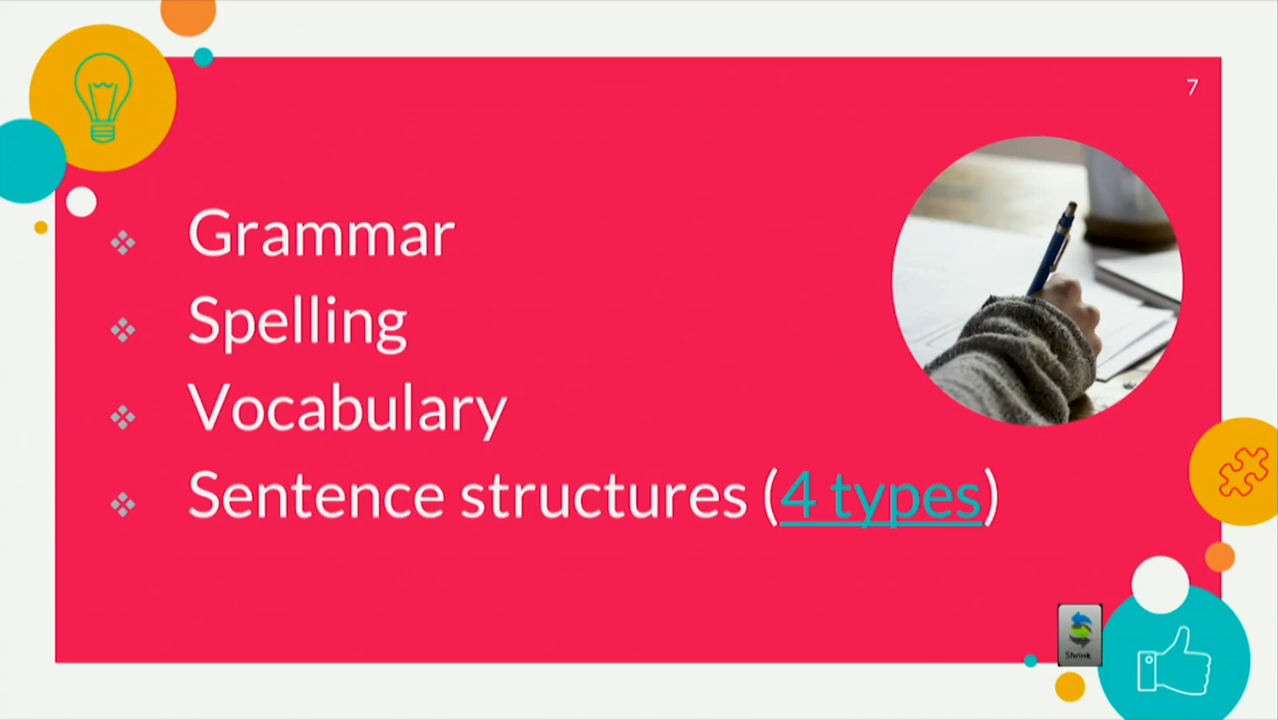 7
Grammar
Spelling
Vocabulary
Sentence structures (4 types)
Shrink